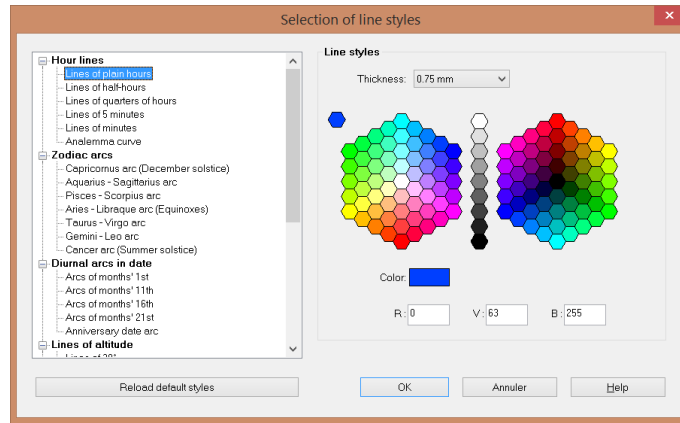 Selection of line styles
Hour lines
Lines of plain hours
Lines of half-hours
Lines of quarters of hours
Lines of 5 minutes
Lines of minutes
Analemma curve
Zodiac arcs
Capricornus arc (December solstice)
Aquarius - Sagittarius arc
Pisces - Scorpius arc
Aries - Libraque arc (Equinoxes)
Taurus - Virgo arc
Gemini - Leo arc
Cancer arc (Summer solstice)
Diurnal arcs in date
Arcs of months' 1st
Arcs of months' 11th
Arcs of months' 16th
Arcs of months' 21st
Anniversary date arc
Lines of altitude
Line styles
Thickness: 0.75 mm
Color:
R: 0 V: 63 B: 255
Reload default styles
OK
Annuler
Help